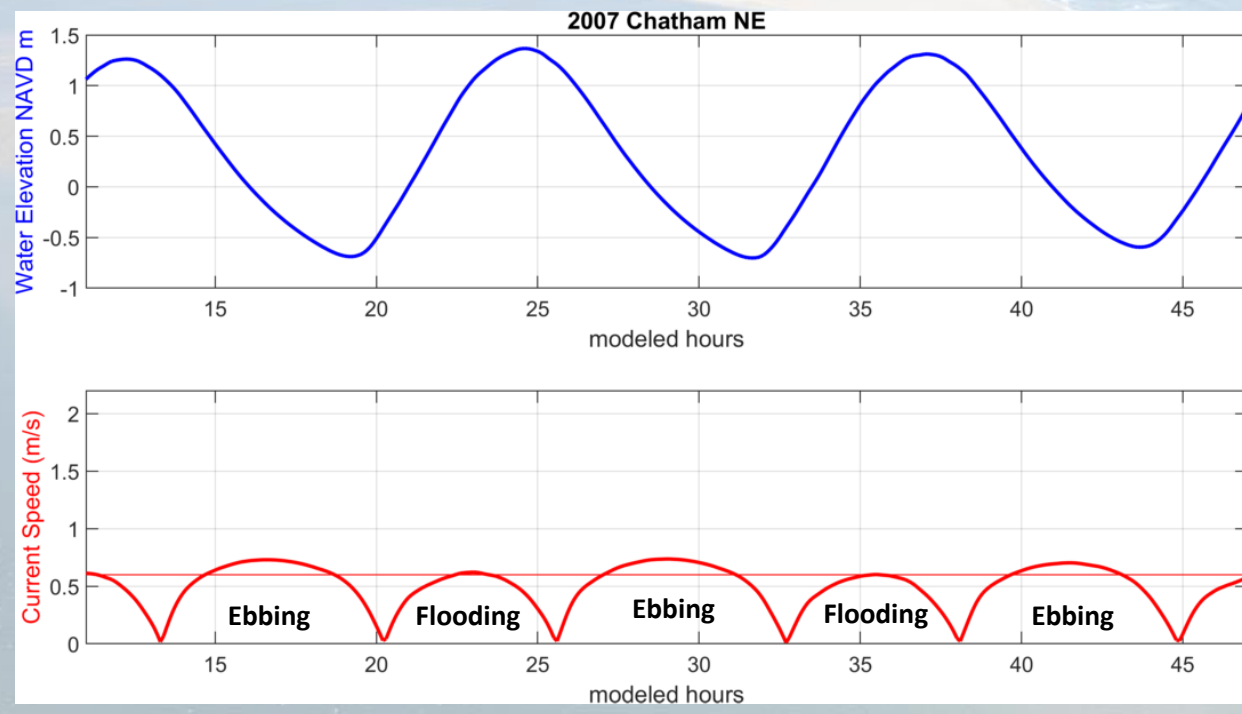 2007 Chatham NE
Water Elevation NAVD m
1.5
1
0.5
0
-0.5
-1
15 20 25 30 35 40 45
modeled hours
Current Speed (m/s)
2
1.5
1
0.5
0
Ebbing Flooding Ebbing Flooding Ebbing
15 20 25 30 35 40 45
modeled hours